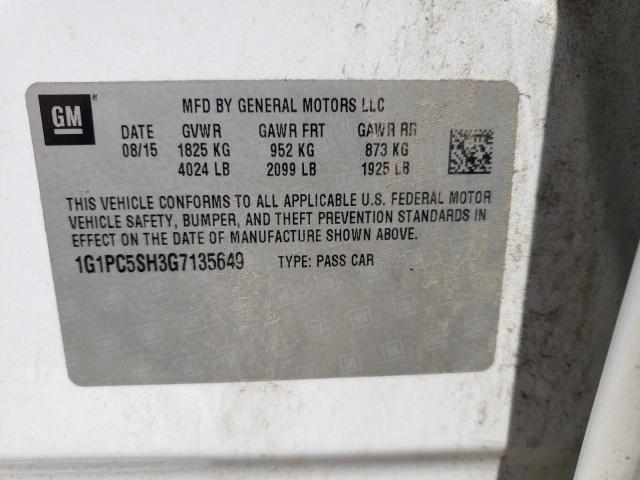 GM
MFD BY GENERAL MOTORS LLC
DATE GVWR GAWR FRT GAWR RR
08/15 1825 KG 952 KG 873 KG
4024 LB 2099 LB 1925 LB
THIS VEHICLE CONFORMS TO ALL APPLICABLE U.S. FEDERAL MOTOR
VEHICLE SAFETY, BUMPER, AND THEFT PREVENTION STANDARDS IN
EFFECT ON THE DATE OF MANUFACTURE SHOWN ABOVE.
1G1PC5SH3G7135649 TYPE: PASS CAR